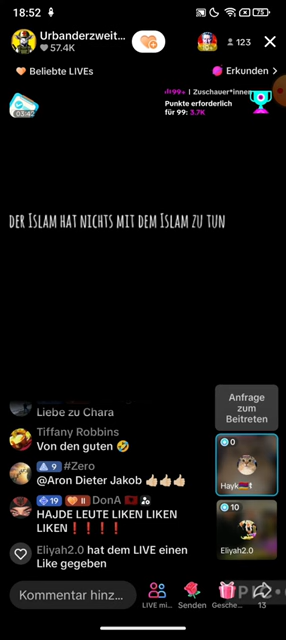 18:52
75
Urbanderzweit...
57.4K
123
Beliebte LIVEs
Erkunden >
03:40
99+ | Zuschauer*innen
Punkte erforderlich
für 99: 3.7K
der Islam hat nichts mit dem Islam zu tun
Liebe zu Chara
Anfrage
zum
Beitreten
Tiffany Robbins
Von den guten 🤣
9 #Zero
@Aron Dieter Jakob 👍🏼👍🏼👍🏼
0
Hayk
19 II DonA
HAJDE LEUTE LIKEN LIKEN
LIKEN❗❗❗❗
10
Eliyah2.0
Eliyah2.0 hat dem LIVE einen
Like gegeben
Kommentar hinz...
LIVE mi...
Senden
Gesche...
13